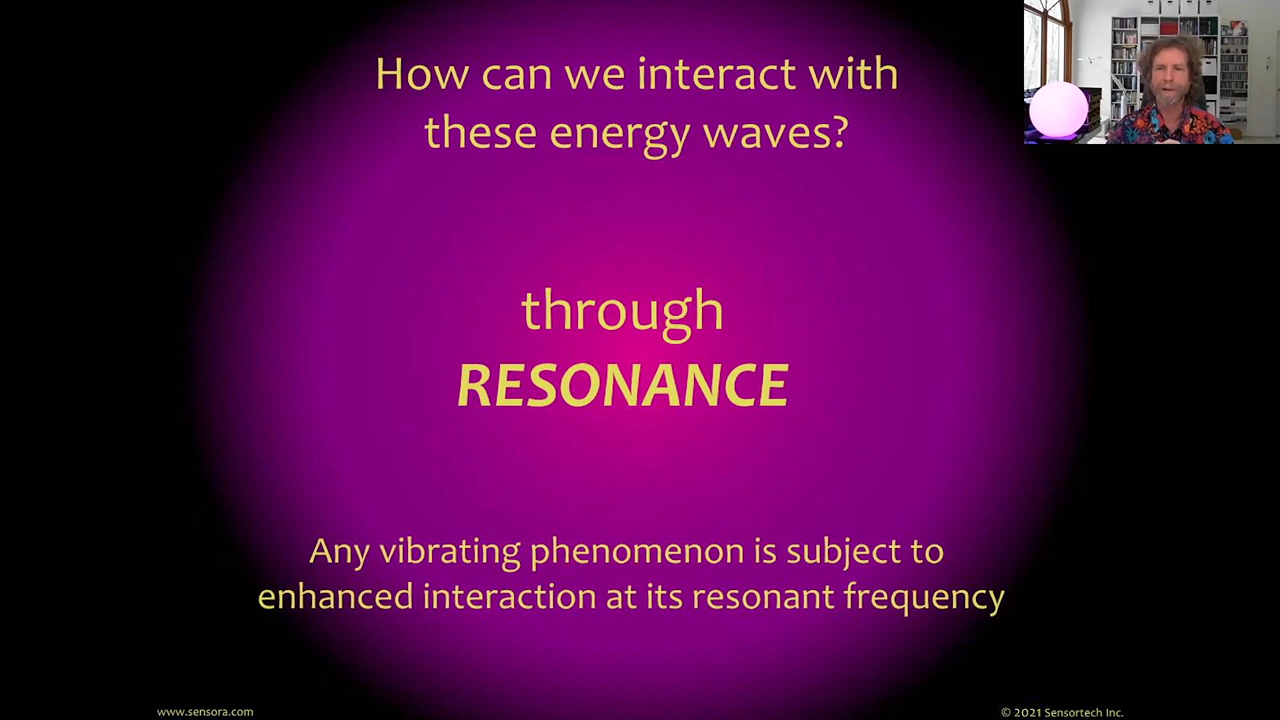 How can we interact with
these energy waves?
through
RESONANCE
Any vibrating phenomenon is subject to
enhanced interaction at its resonant frequency
www.sensora.com
© 2021 Sensortech Inc.